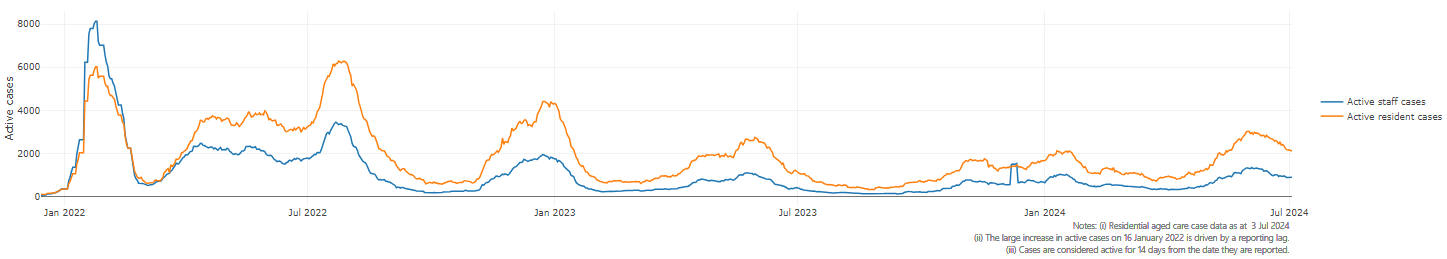 8000
6000
4000
2000
0
Active cases
Jan 2022
Jul 2022
Jan 2023
Jul 2023
Jan 2024
Jul 2024
Active staff cases
Active resident cases
Notes: (i) Residential aged care case data as at 3 Jul 2024
(ii) The large increase in active cases on 16 January 2022 is driven by a reporting lag.
(iii) Cases are considered active for 14 days from the date they are reported.